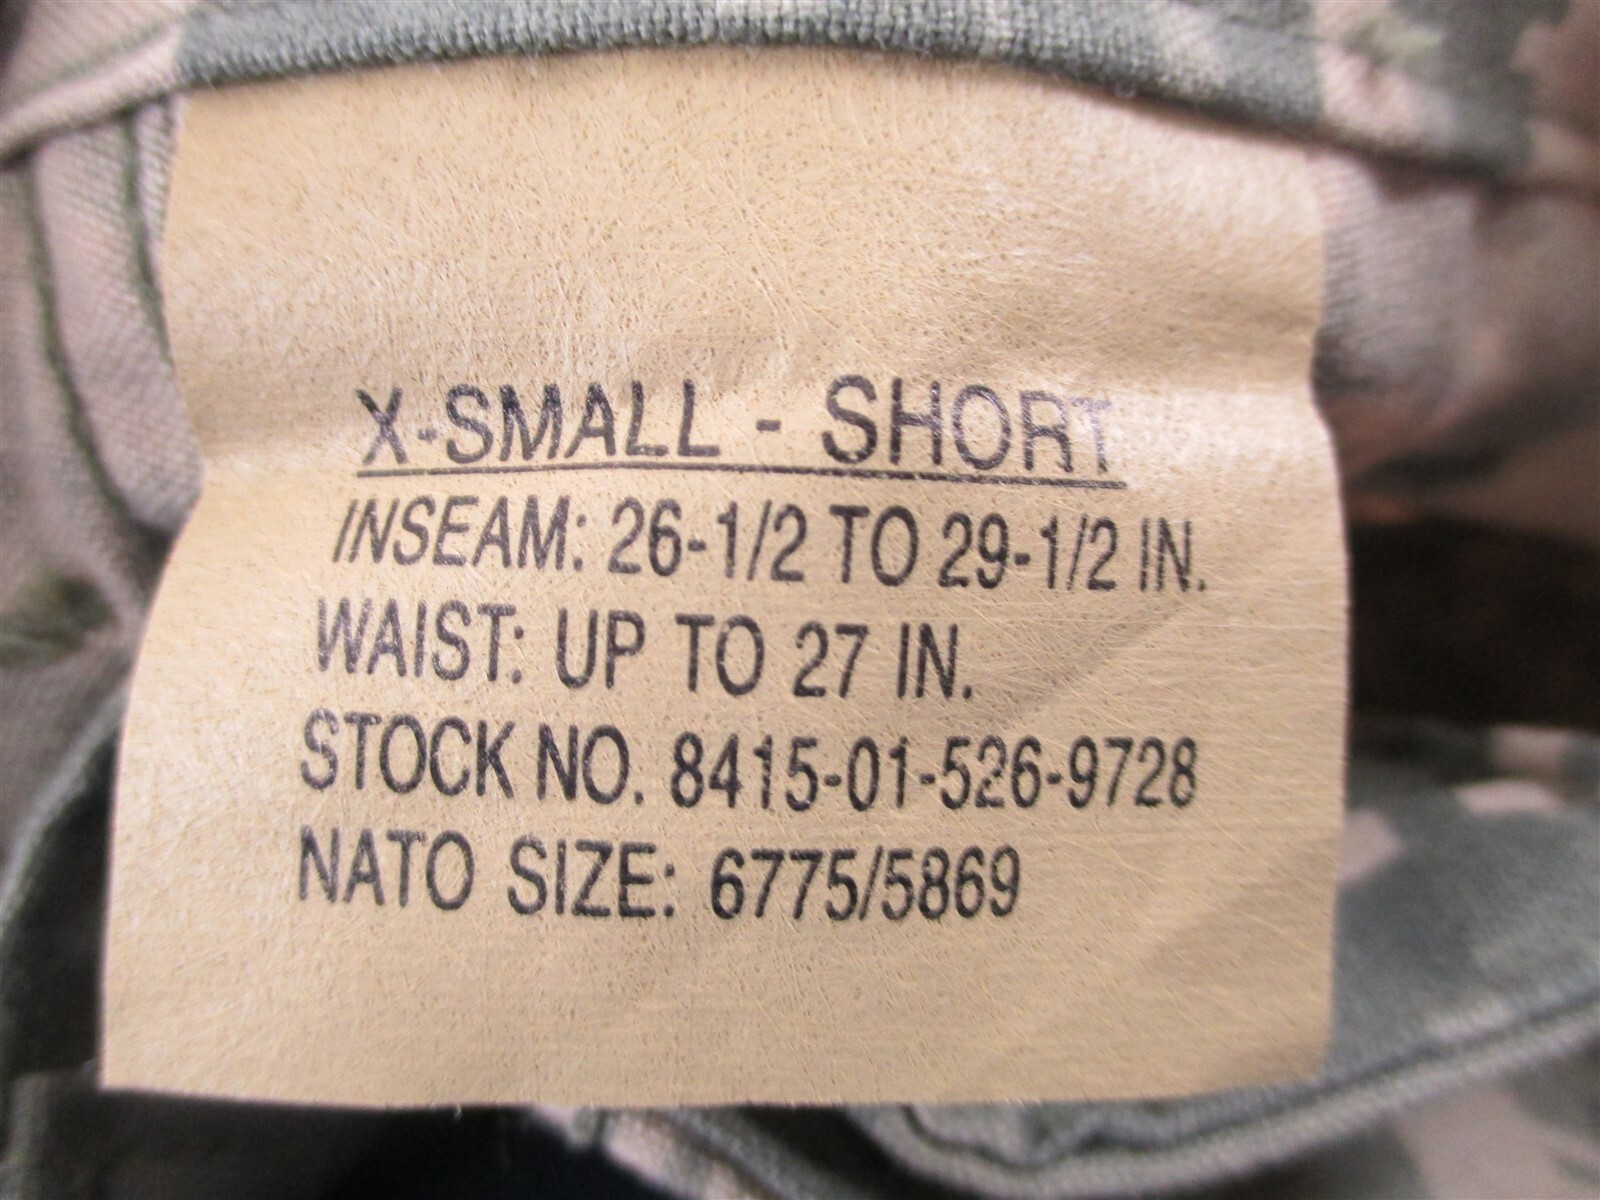 X-SMALL - SHORT
INSEAM: 26-1/2 TO 29-1/2 IN.
WAIST: UP TO 27 IN.
STOCK NO. 8415-01-526-9728
NATO SIZE: 6775/5869